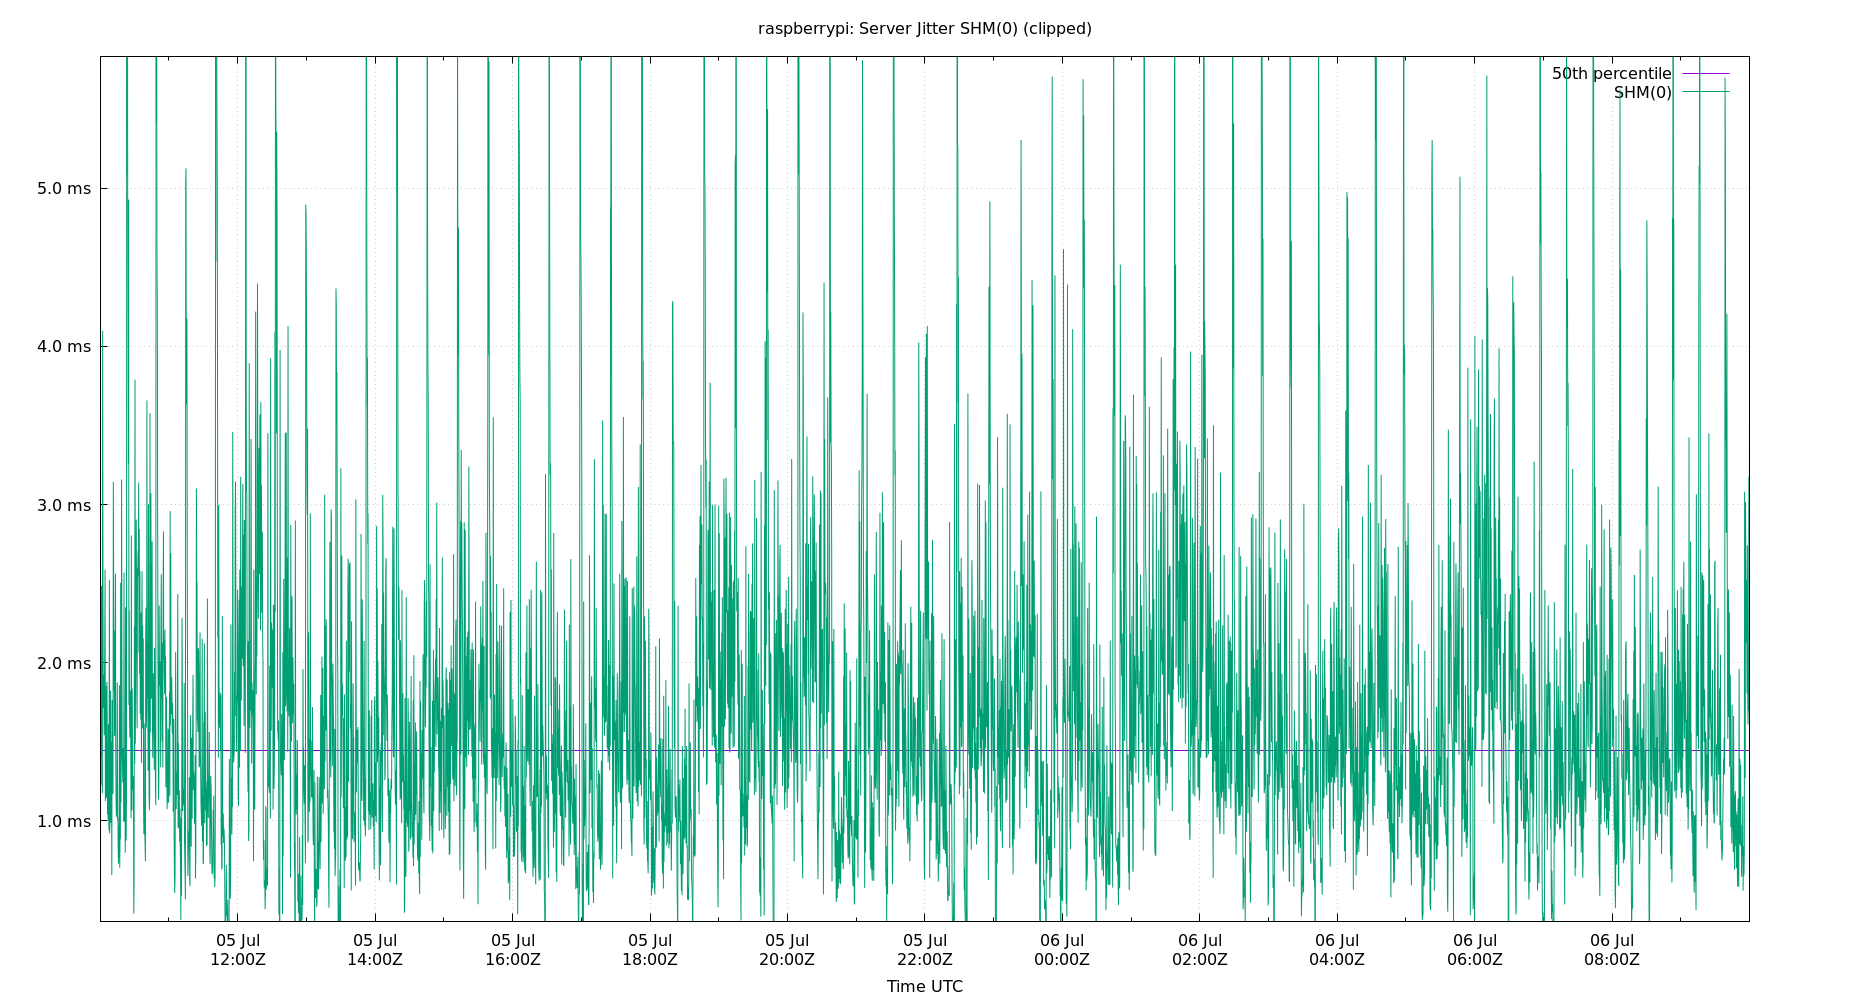 raspberrypi: Server Jitter SHM(0) (clipped)
50th percentile
SHM(0)
5.0 ms
4.0 ms
3.0 ms
2.0 ms
1.0 ms
05 Jul 05 Jul 05 Jul 05 Jul 05 Jul 05 Jul 06 Jul 06 Jul 06 Jul 06 Jul 06 Jul
12:00Z 14:00Z 16:00Z 18:00Z 20:00Z 22:00Z 00:00Z 02:00Z 04:00Z 06:00Z 08:00Z
Time UTC